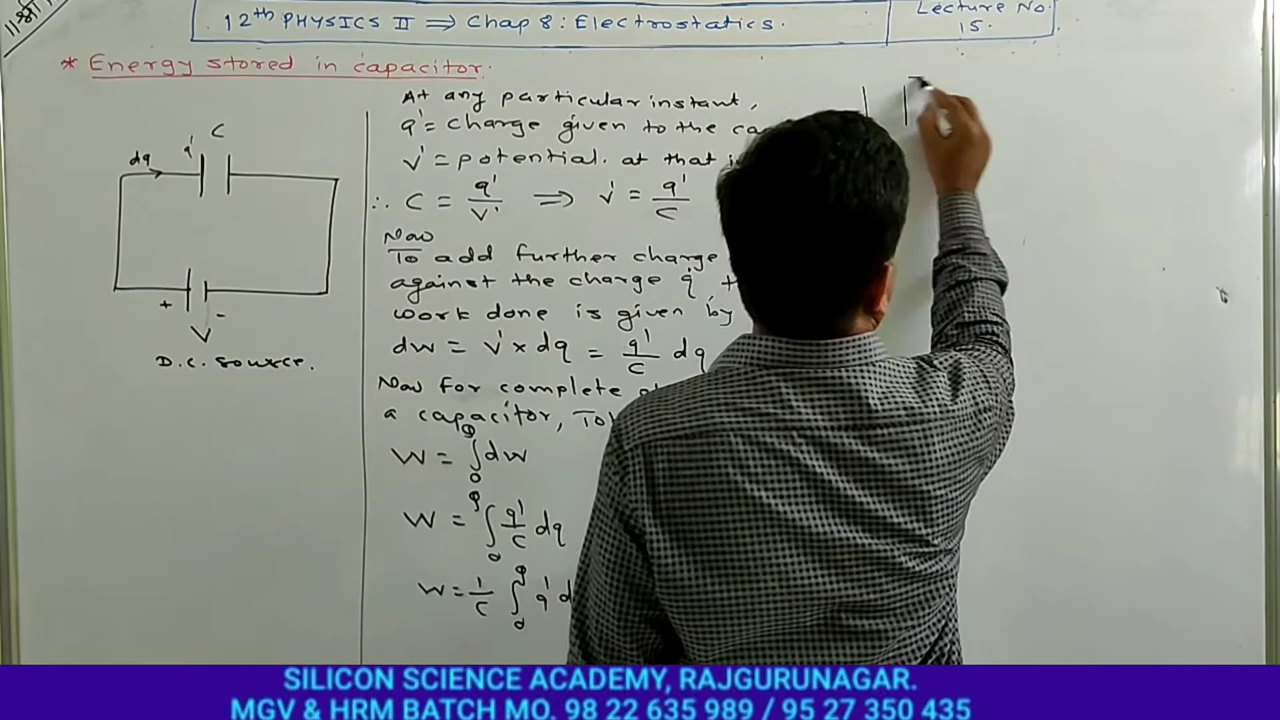 ॥श्री॥
12th PHYSICS II ⇒ Chap 8: Electrostatics.
Lecture No.
15.
* Energy stored in capacitor.
C
dq q'
+ -
V
D.C. source.
At any particular instant,
q' = charge given to the
V' = potential. at that
∴ C = q'/V' ⇒ V' = q'/C
Now
To add further charge
against the charge q'
work done is given by
dw = V' × dq = q'/C dq
Now for complete
a capacitor,
W = ∫₀^Q dW
W = ∫₀^Q q'/C dq
W = 1/C ∫₀^Q q' d
SILICON SCIENCE ACADEMY, RAJGURUNAGAR.
MGV & HRM BATCH MO. 98 22 635 989 / 95 27 350 435